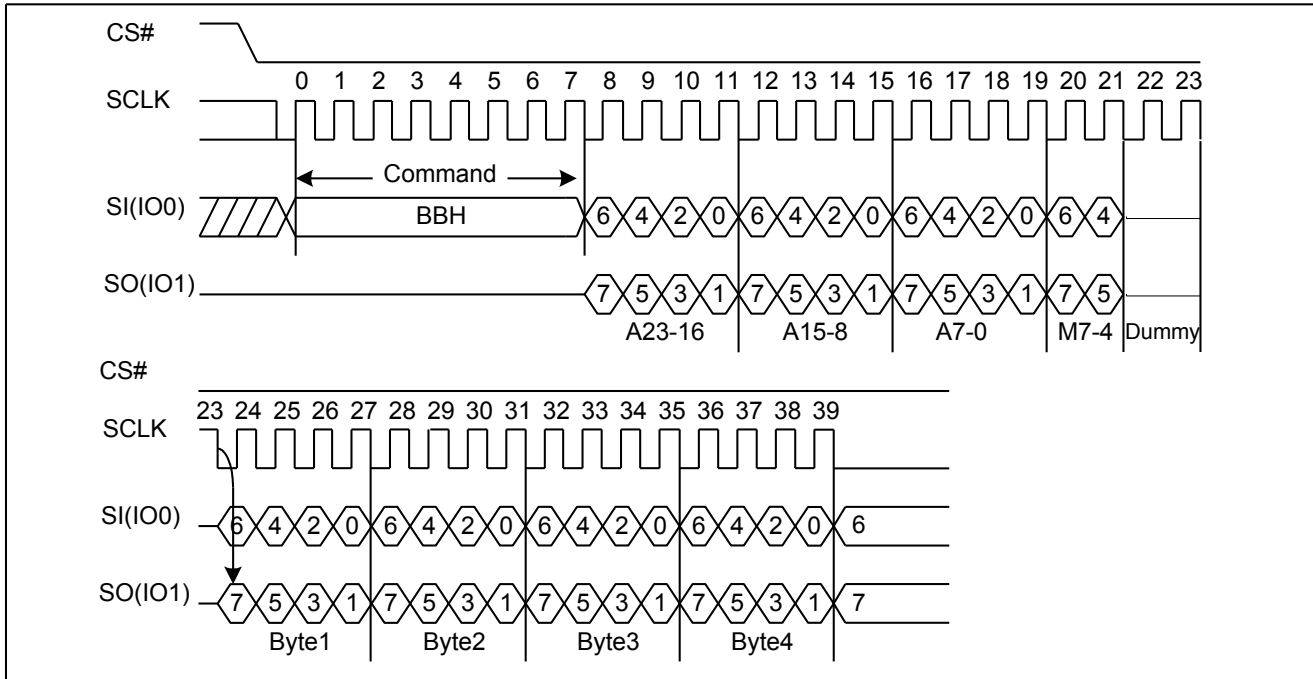 CS#
0 1 2 3 4 5 6 7 8 9 10 11 12 13 14 15 16 17 18 19 20 21 22 23
SCLK
Command
SI(IO0) BBH 6 4 2 0 6 4 2 0 6 4 2 0 6 4
SO(IO1) 7 5 3 1 7 5 3 1 7 5 3 1 7 5
A23-16 A15-8 A7-0 M7-4 Dummy
CS#
23 24 25 26 27 28 29 30 31 32 33 34 35 36 37 38 39
SCLK
SI(IO0) 6 4 2 0 6 4 2 0 6 4 2 0 6 4 2 0 6
SO(IO1) 7 5 3 1 7 5 3 1 7 5 3 1 7 5 3 1 7
Byte1 Byte2 Byte3 Byte4